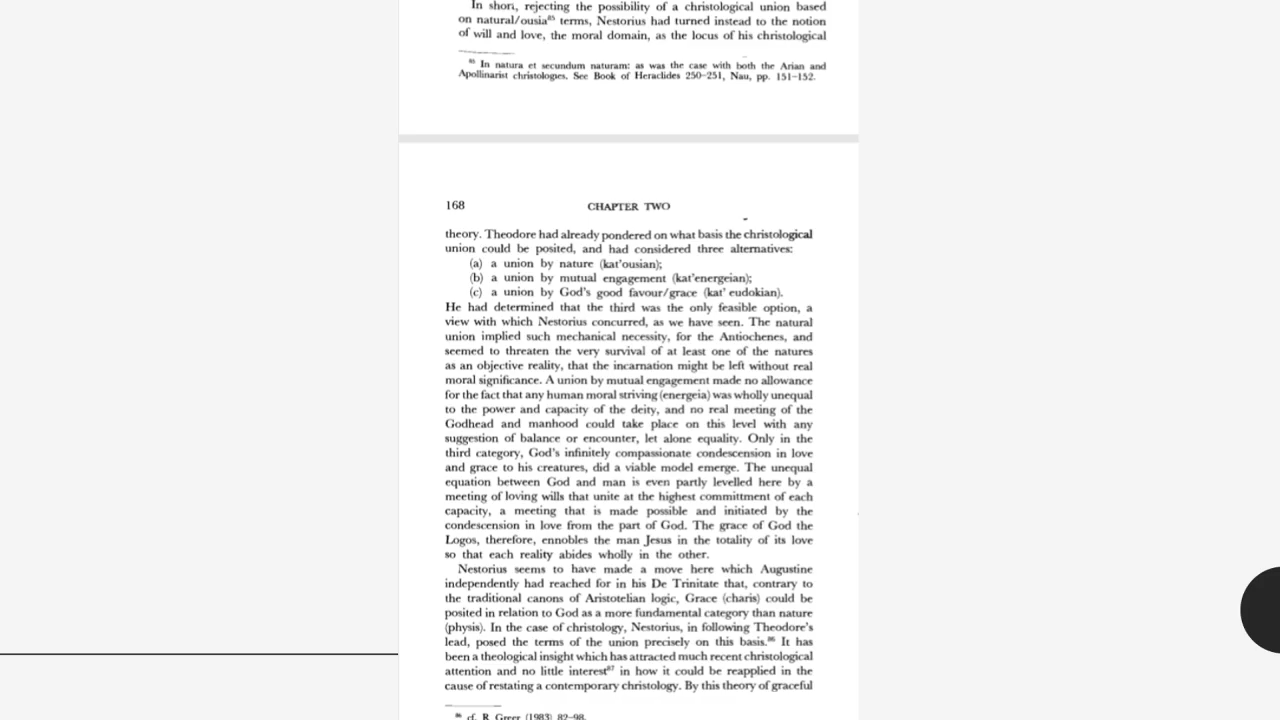 In short, rejecting the possibility of a christological union based
on natural/ousia⁸⁵ terms, Nestorius had turned instead to the notion
of will and love, the moral domain, as the locus of his christological
⁸⁵ In natura et secundum naturam: as was the case with both the Arian and
Apollinarist christologies. See Book of Heraclides 250–251, Nau, pp. 151–152.
168 CHAPTER TWO
theory. Theodore had already pondered on what basis the christological
union could be posited, and had considered three alternatives:
(a) a union by nature (kat'ousian);
(b) a union by mutual engagement (kat'energeian);
(c) a union by God's good favour/grace (kat' eudokian).
He had determined that the third was the only feasible option, a
view with which Nestorius concurred, as we have seen. The natural
union implied such mechanical necessity, for the Antiochenes, and
seemed to threaten the very survival of at least one of the natures
as an objective reality, that the incarnation might be left without real
moral significance. A union by mutual engagement made no allowance
for the fact that any human moral striving (energeia) was wholly unequal
to the power and capacity of the deity, and no real meeting of the
Godhead and manhood could take place on this level with any
suggestion of balance or encounter, let alone equality. Only in the
third category, God's infinitely compassionate condescension in love
and grace to his creatures, did a viable model emerge. The unequal
equation between God and man is even partly levelled here by a
meeting of loving wills that unite at the highest committment of each
capacity, a meeting that is made possible and initiated by the
condescension in love from the part of God. The grace of God the
Logos, therefore, ennobles the man Jesus in the totality of its love
so that each reality abides wholly in the other.
Nestorius seems to have made a move here which Augustine
independently had reached for in his De Trinitate that, contrary to
the traditional canons of Aristotelian logic, Grace (charis) could be
posited in relation to God as a more fundamental category than nature
(physis). In the case of christology, Nestorius, in following Theodore's
lead, posed the terms of the union precisely on this basis.⁸⁶ It has
been a theological insight which has attracted much recent christological
attention and no little interest⁸⁷ in how it could be reapplied in the
cause of restating a contemporary christology. By this theory of graceful
⁸⁶ cf. R. Greer (1983) 82–98.